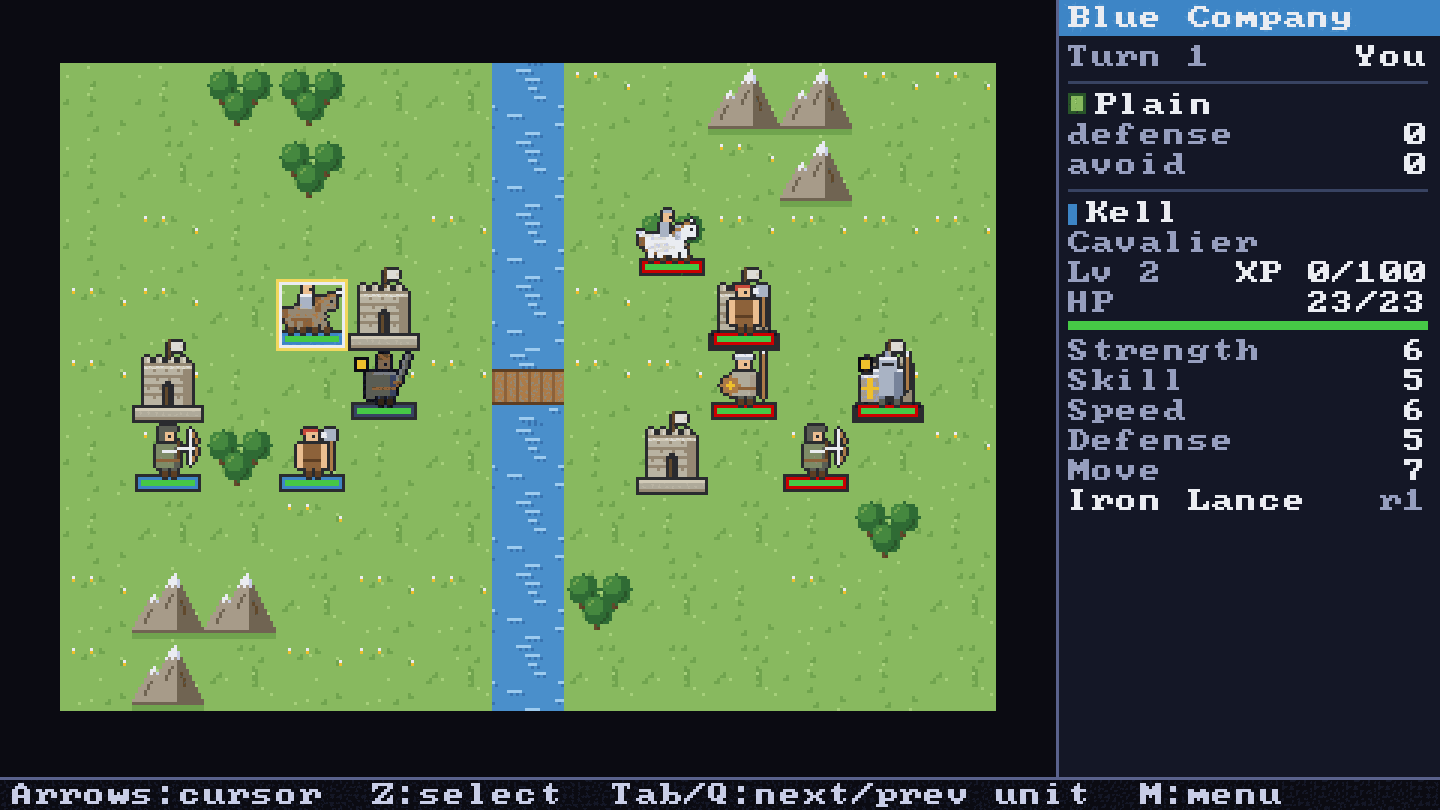 Blue Company
Turn 1 You
Plain
defense 0
avoid 0
Kell
Cavalier
Lv 2 XP 0/100
HP 23/23
Strength 6
Skill 5
Speed 6
Defense 5
Move 7
Iron Lance r1
Arrows:cursor Z:select Tab/Q:next/prev unit M:menu